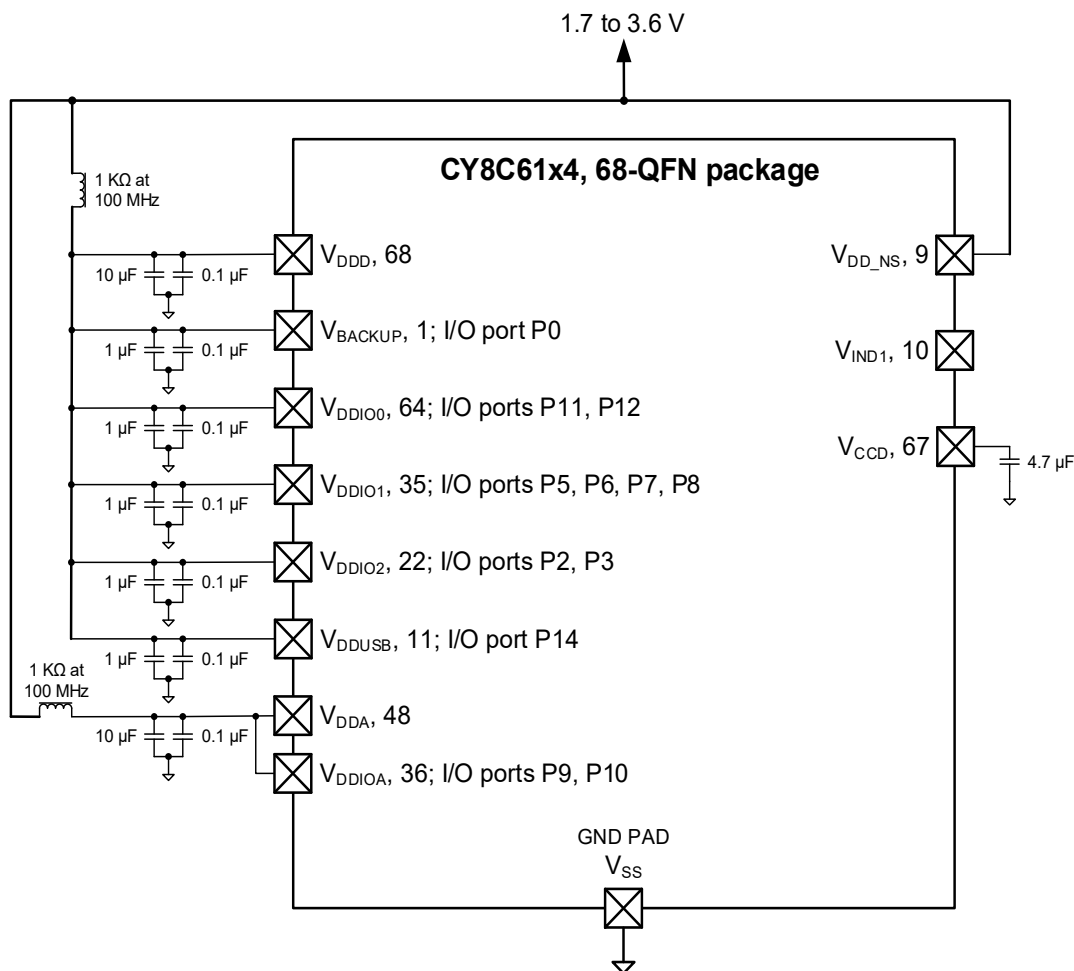 1.7 to 3.6 V
CY8C61x4, 68-QFN package
1 KΩ at
100 MHz
10 µF
0.1 µF
VDDD, 68
VDD_NS, 9
1 µF
0.1 µF
VBACKUP, 1; I/O port P0
VIND1, 10
1 µF
0.1 µF
VDDIO0, 64; I/O ports P11, P12
VCCD, 67
4.7 µF
1 µF
0.1 µF
VDDIO1, 35; I/O ports P5, P6, P7, P8
1 µF
0.1 µF
VDDIO2, 22; I/O ports P2, P3
1 µF
0.1 µF
VDDUSB, 11; I/O port P14
1 KΩ at
100 MHz
10 µF
0.1 µF
VDDA, 48
VDDIOA, 36; I/O ports P9, P10
GND PAD
VSS